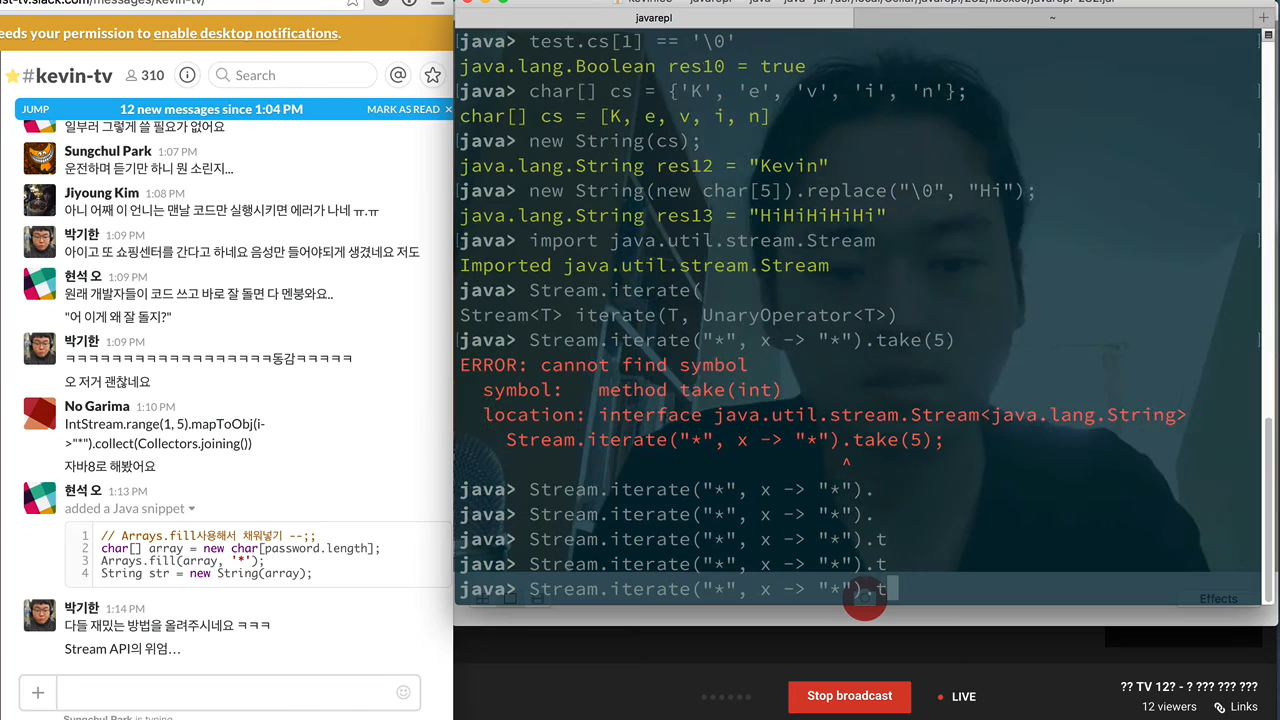 st-tv.slack.com/messages/kevin-tv/
eeds your permission to enable desktop notifications.
#kevin-tv
310
Search
JUMP
12 new messages since 1:04 PM
MARK AS READ
일부러 그렇게 쓸 필요가 없어요
Sungchul Park 1:07 PM
운전하며 듣기만 하니 뭔 소린지...
Jiyoung Kim 1:08 PM
아니 어째 이 언니는 맨날 코드만 실행시키면 에러가 나네 ㅠ.ㅠ
박기한 1:09 PM
아이고 또 쇼핑센터를 간다고 하네요 음성만 들어야되게 생겼네요 저도
현석 오 1:09 PM
원래 개발자들이 코드 쓰고 바로 잘 돌면 다 멘붕와요..
"어 이게 왜 잘 돌지?"
박기한 1:09 PM
ㅋㅋㅋㅋㅋㅋㅋㅋㅋㅋㅋㅋㅋㅋㅋㅋㅋㅋ동감ㅋㅋㅋㅋㅋ
오 저거 괜찮네요
No Garima 1:10 PM
IntStream.range(1, 5).mapToObj(i-
>"*").collect(Collectors.joining())
자바8로 해봤어요
현석 오 1:13 PM
added a Java snippet
1 // Arrays.fill사용해서 채워넣기 --;;
2 char[] array = new char[password.length];
3 Arrays.fill(array, '*');
4 String str = new String(array);
박기한 1:14 PM
다들 재밌는 방법을 올려주시네요 ㅋㅋㅋ
Stream API의 위엄…
Sungchul Park is typing
javarepl
~
java> test.cs[1] == '\0'
java.lang.Boolean res10 = true
java> char[] cs = {'K', 'e', 'v', 'i', 'n'};
char[] cs = [K, e, v, i, n]
java> new String(cs);
java.lang.String res12 = "Kevin"
java> new String(new char[5]).replace("\0", "Hi");
java.lang.String res13 = "HiHiHiHiHi"
java> import java.util.stream.Stream
Imported java.util.stream.Stream
java> Stream.iterate(
Stream<T> iterate(T, UnaryOperator<T>)
java> Stream.iterate("*", x -> "*").take(5)
ERROR: cannot find symbol
symbol: method take(int)
location: interface java.util.stream.Stream<java.lang.String>
Stream.iterate("*", x -> "*").take(5);
^
java> Stream.iterate("*", x -> "*").
java> Stream.iterate("*", x -> "*").
java> Stream.iterate("*", x -> "*").t
java> Stream.iterate("*", x -> "*").t
java> Stream.iterate("*", x -> "*").t
Effects
Stop broadcast
LIVE
?? TV 12? - ? ??? ??? ???
12 viewers
Links